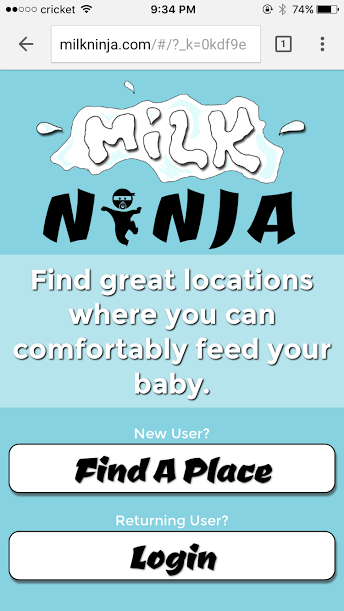 cricket 9:34 PM 74%
milkninja.com/#/?_k=0kdf9e 1
MiLK
NiNJA
Find great locations
where you can
comfortably feed your
baby.
New User?
Find A Place
Returning User?
Login